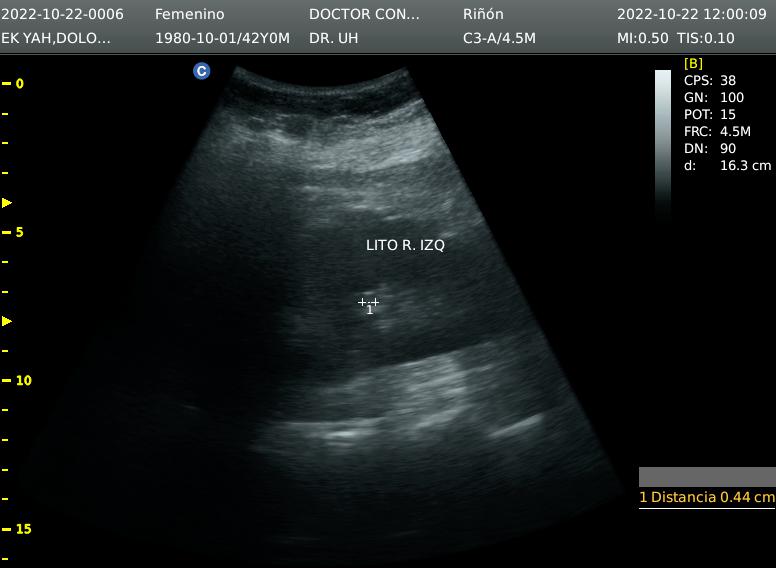 2022-10-22-0006 Femenino DOCTOR CON... Riñón 2022-10-22 12:00:09
EK YAH,DOLO... 1980-10-01/42Y0M DR. UH C3-A/4.5M MI:0.50 TIS:0.10
C
[B]
CPS: 38
GN: 100
POT: 15
FRC: 4.5M
DN: 90
d: 16.3 cm
0
5
10
15
LITO R. IZQ
1
1 Distancia 0.44 cm